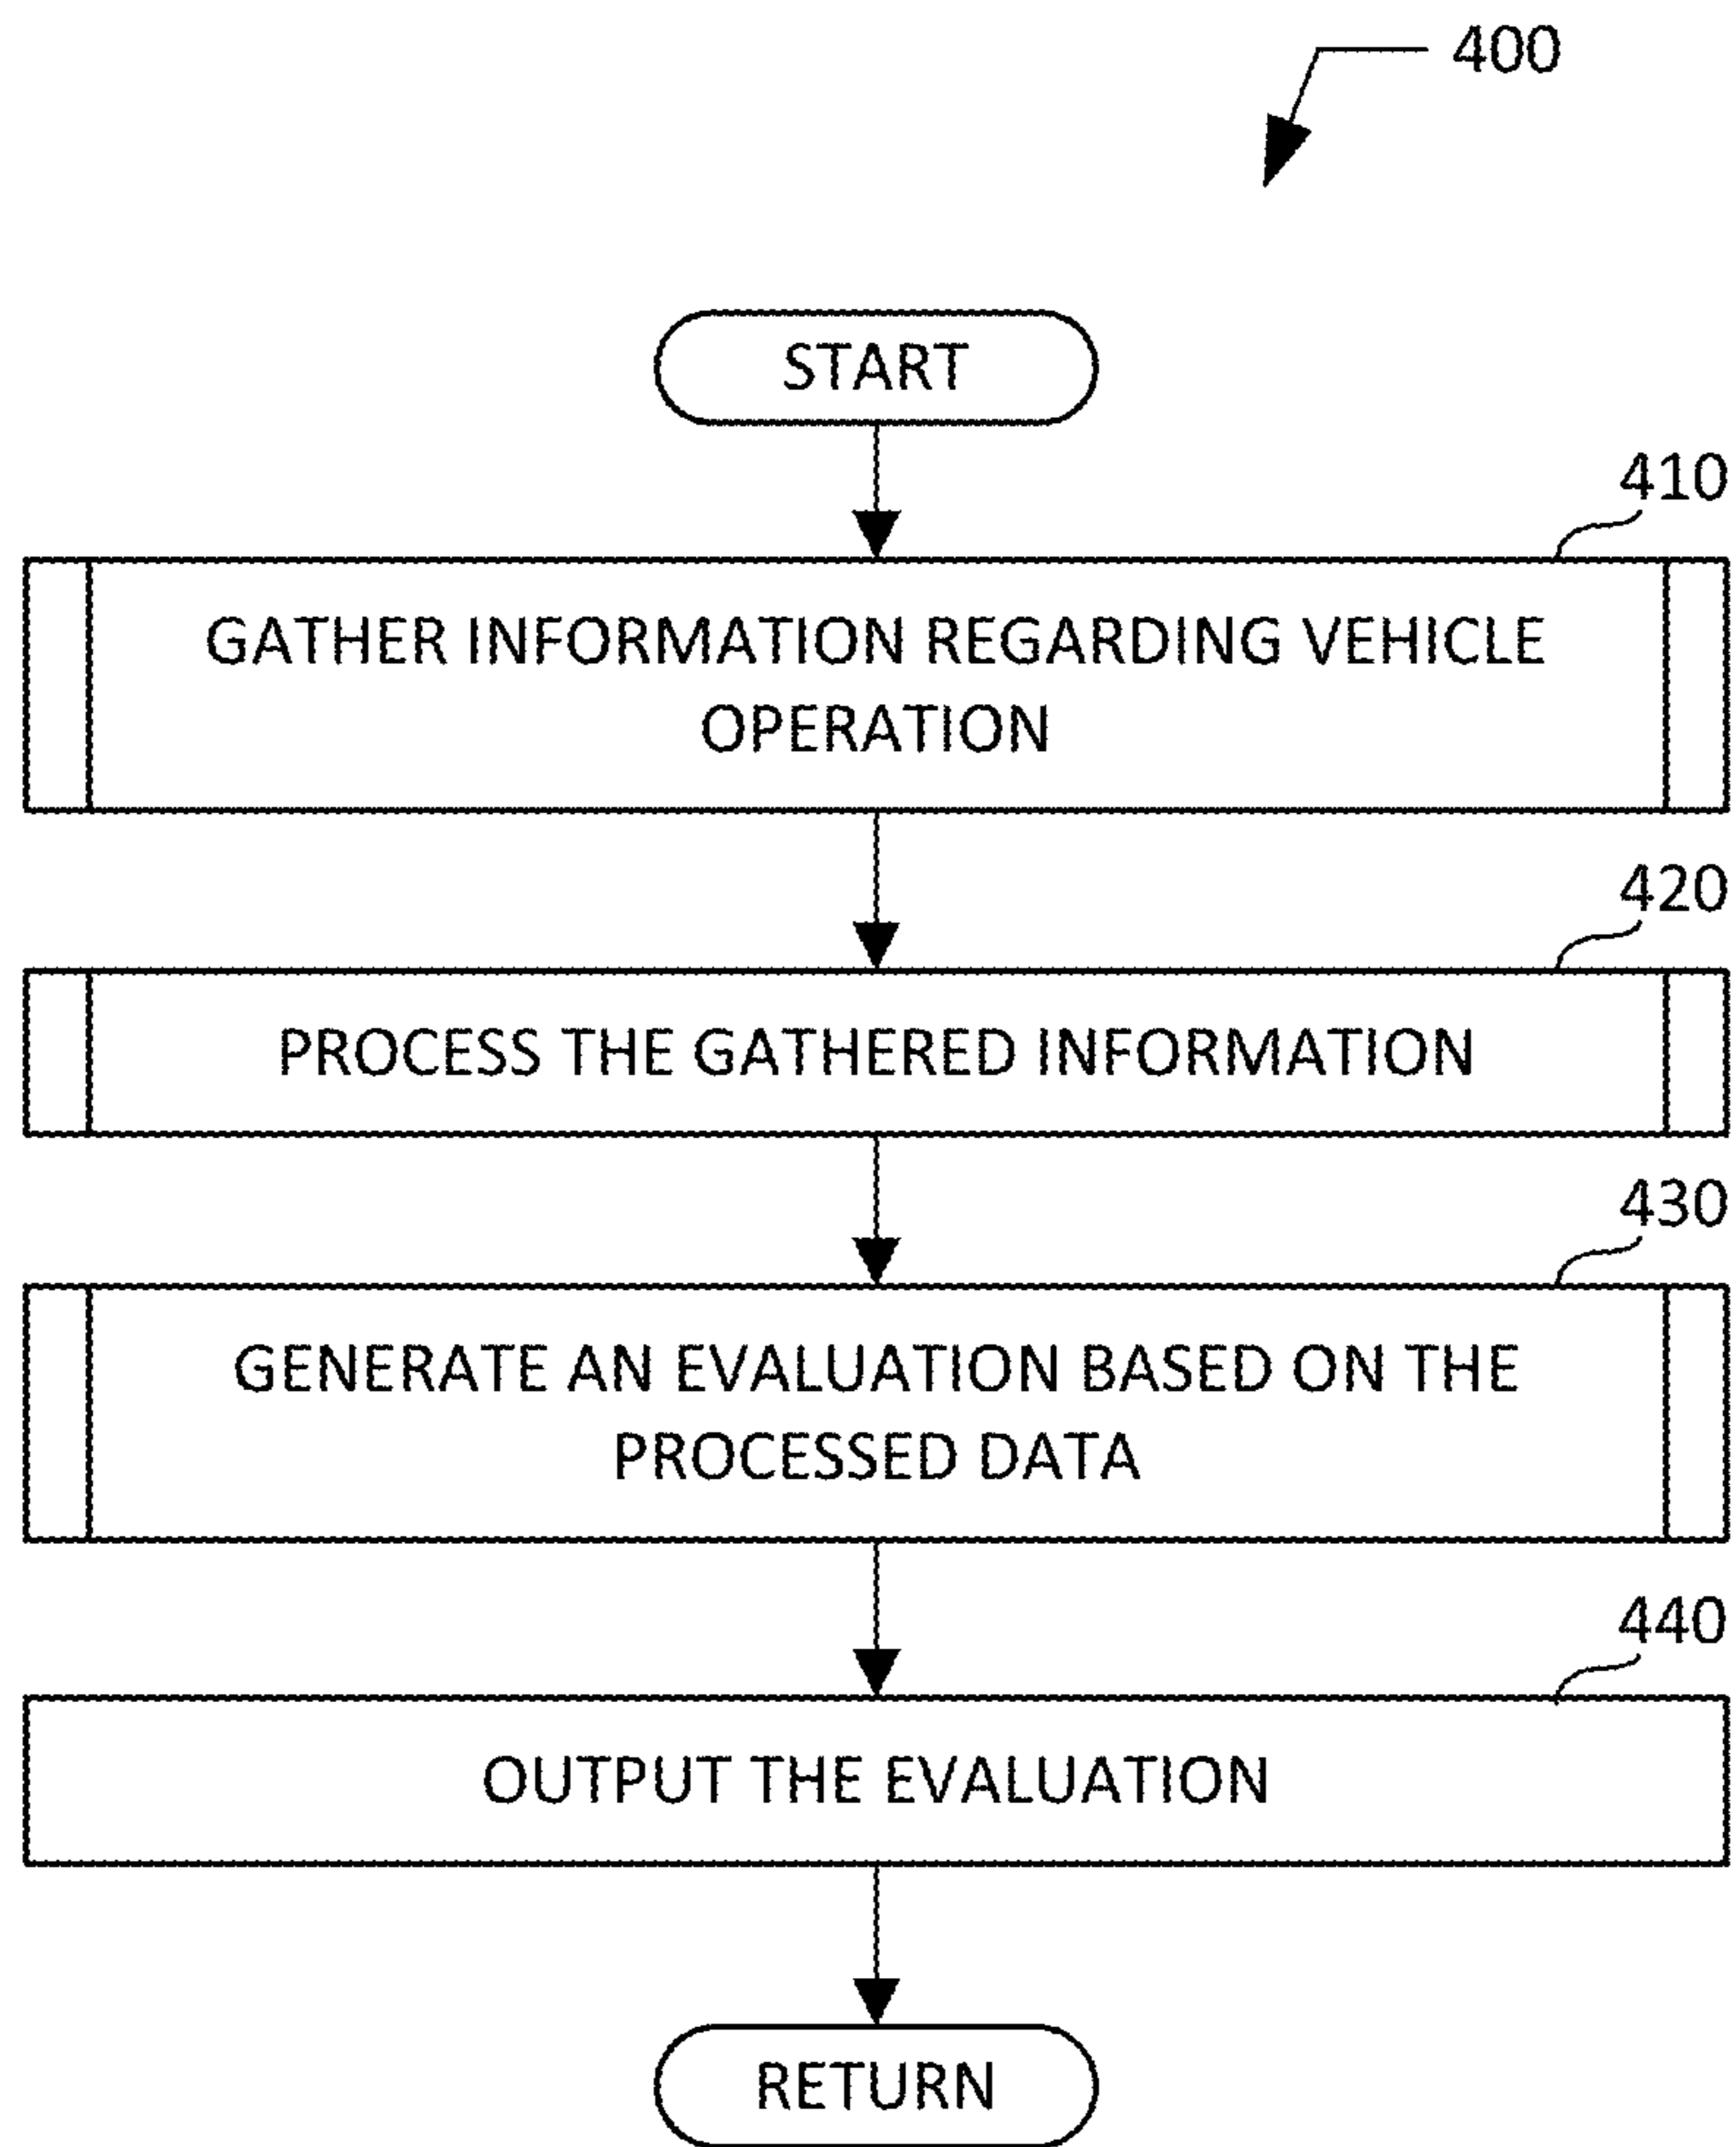 400
START
410
GATHER INFORMATION REGARDING VEHICLE
OPERATION
420
PROCESS THE GATHERED INFORMATION
430
GENERATE AN EVALUATION BASED ON THE
PROCESSED DATA
440
OUTPUT THE EVALUATION
RETURN